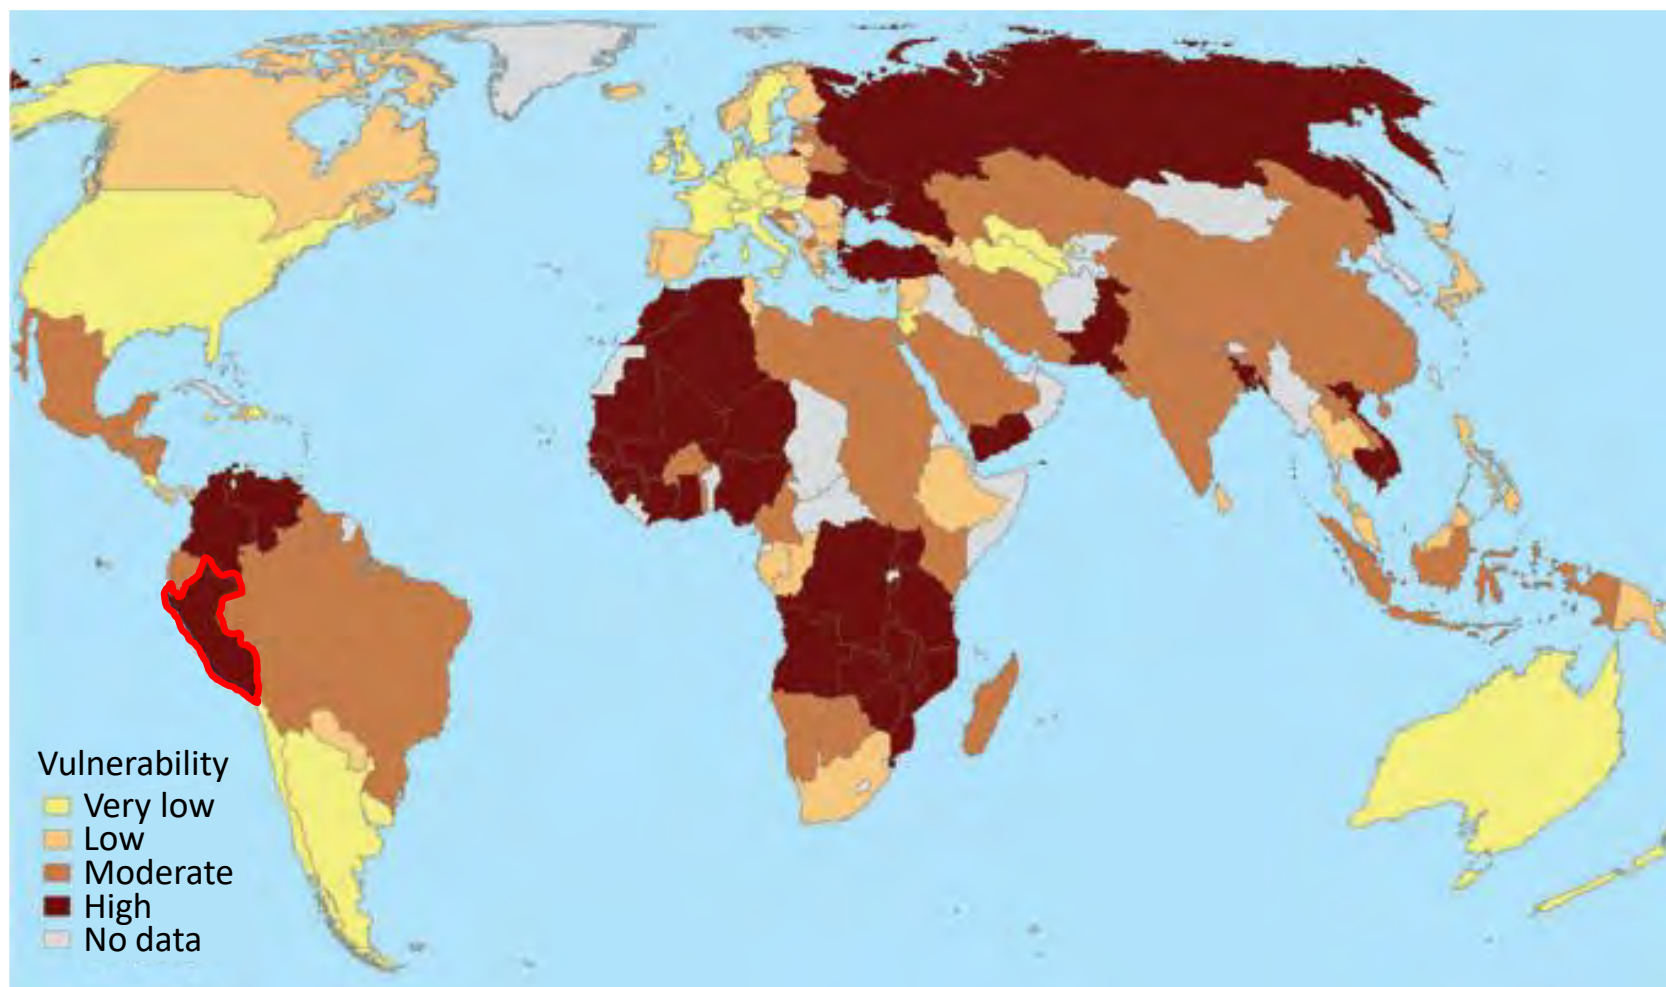 Vulnerability
Very low
Low
Moderate
High
No data